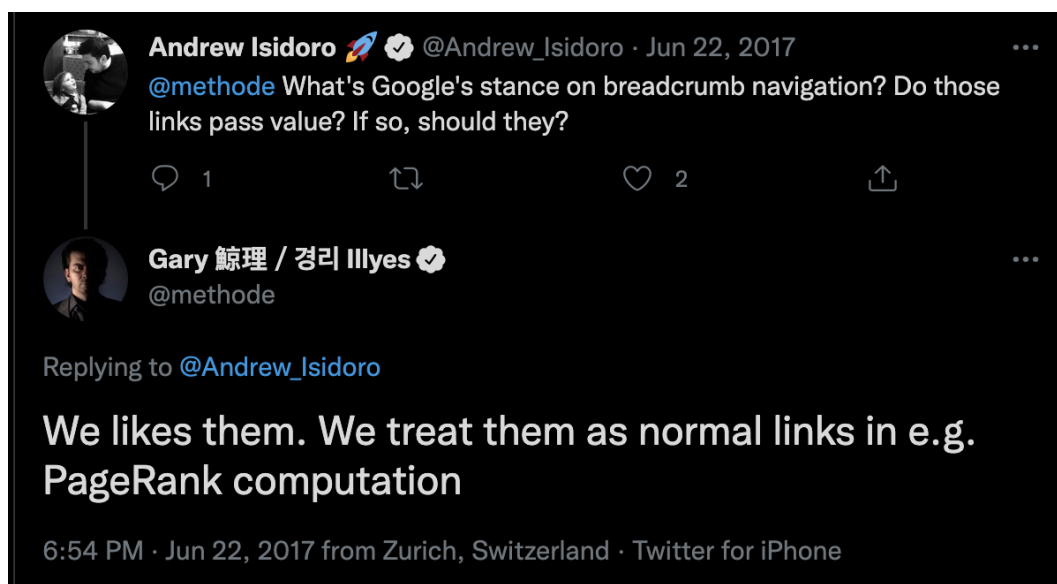 Andrew Isidoro 🚀 @Andrew_Isidoro · Jun 22, 2017
@methode What's Google's stance on breadcrumb navigation? Do those
links pass value? If so, should they?
1 2
Gary 鯨理 / 경리 Illyes
@methode
Replying to @Andrew_Isidoro
We likes them. We treat them as normal links in e.g.
PageRank computation
6:54 PM · Jun 22, 2017 from Zurich, Switzerland · Twitter for iPhone